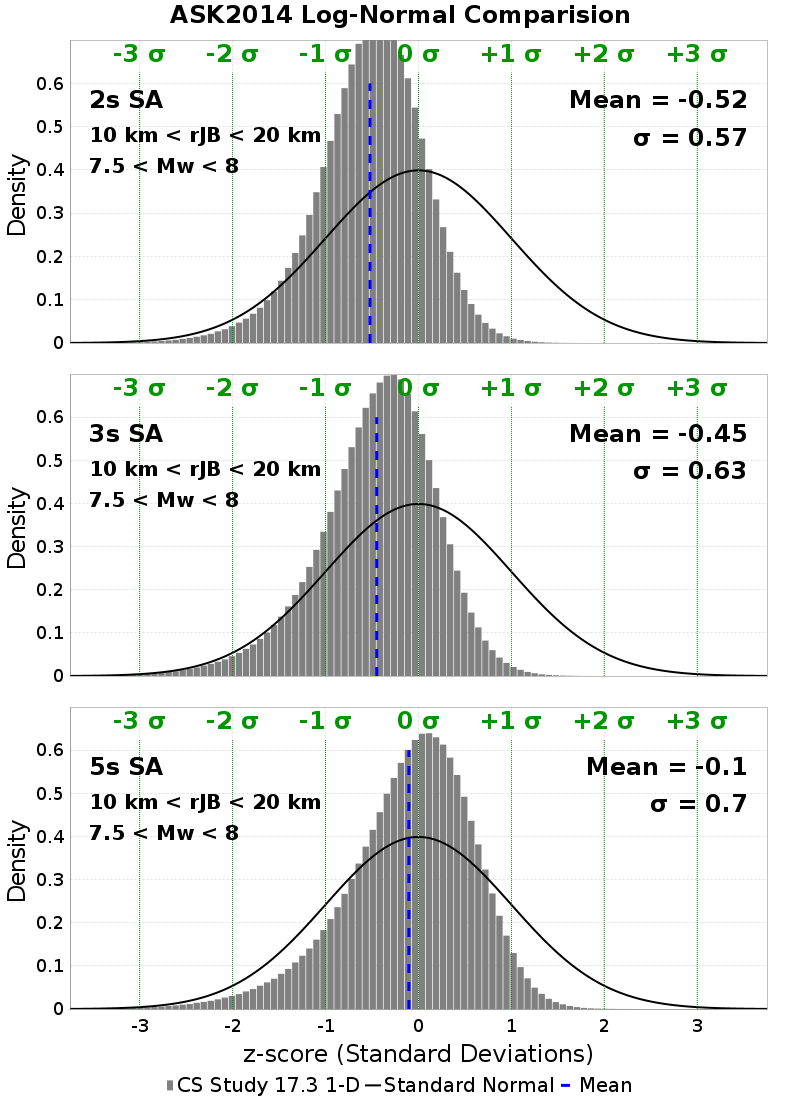 ASK2014 Log-Normal Comparision
-3 σ -2 σ -1 σ 0 σ +1 σ +2 σ +3 σ
0.6
2s SA Mean = -0.52
0.5
10 km < rJB < 20 km σ = 0.57
7.5 < Mw < 8
0.4
0.3
0.2
0.1
0
Density
-3 σ -2 σ -1 σ 0 σ +1 σ +2 σ +3 σ
0.6
3s SA Mean = -0.45
0.5
10 km < rJB < 20 km σ = 0.63
7.5 < Mw < 8
0.4
0.3
0.2
0.1
0
Density
-3 σ -2 σ -1 σ 0 σ +1 σ +2 σ +3 σ
0.6
5s SA Mean = -0.1
0.5
10 km < rJB < 20 km σ = 0.7
7.5 < Mw < 8
0.4
0.3
0.2
0.1
0
Density
-3 -2 -1 0 1 2 3
z-score (Standard Deviations)
CS Study 17.3 1-D Standard Normal Mean